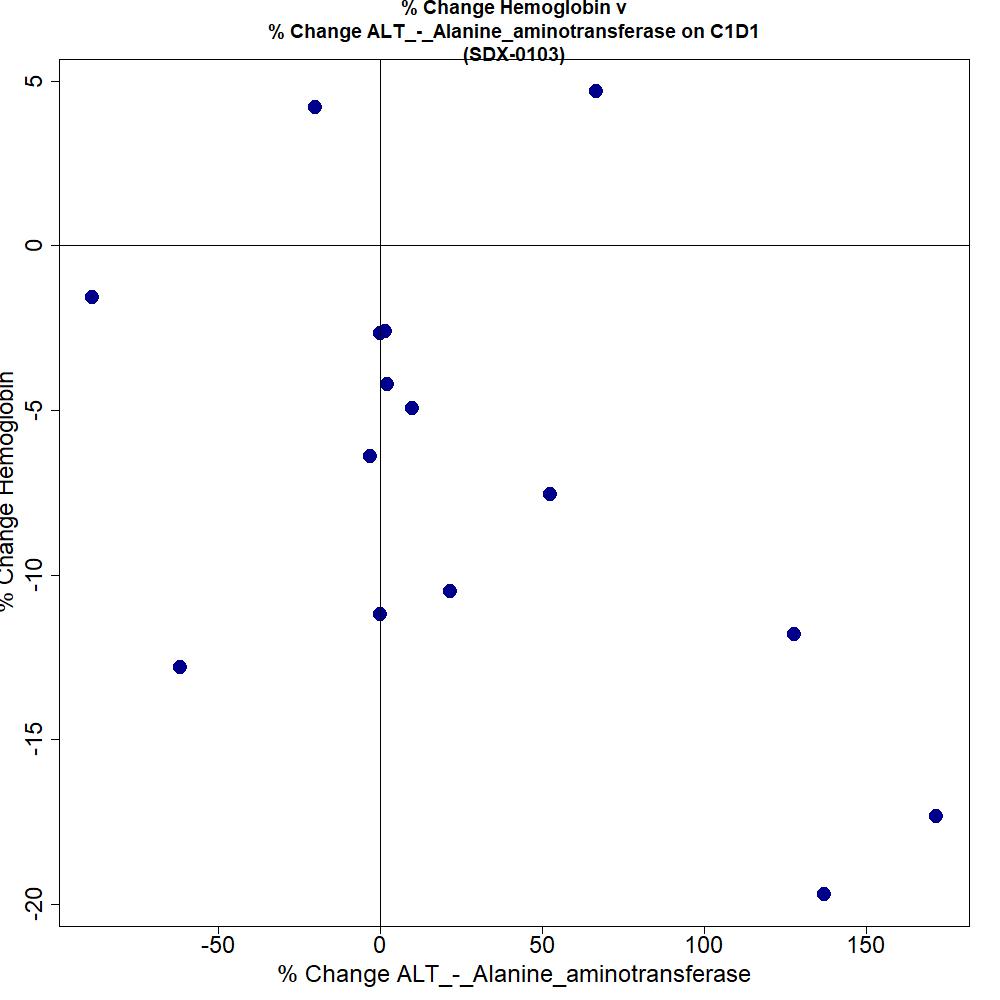 % Change Hemoglobin v
% Change ALT_-_Alanine_aminotransferase on C1D1
(SDX-0103)
% Change Hemoglobin
5
0
-5
-10
-15
-20
-50
0
50
100
150
% Change ALT_-_Alanine_aminotransferase